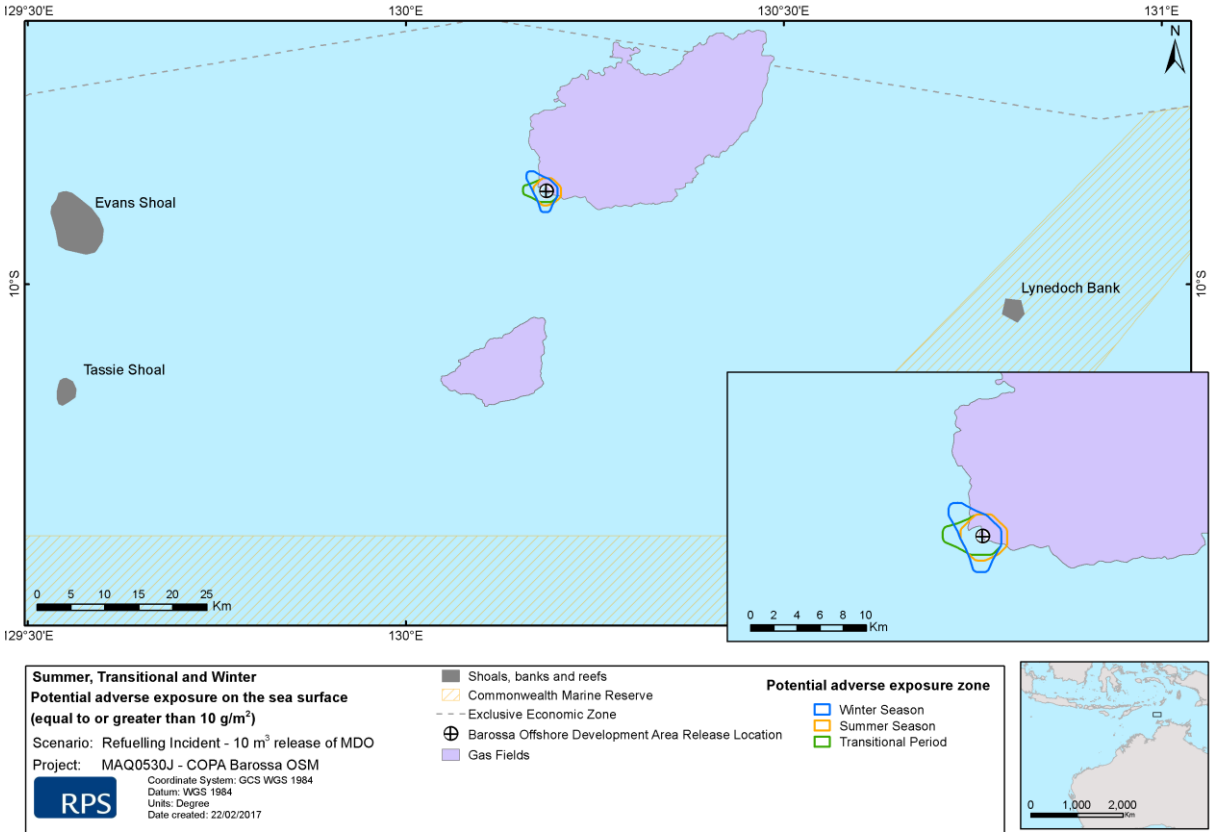 129°30'E 130°E 130°30'E 131°E
N
Evans Shoal
10°S 10°S
Lynedoch Bank
Tassie Shoal
0 5 10 15 20 25
Km
0 2 4 6 8 10
Km
129°30'E 130°E
Summer, Transitional and Winter
Potential adverse exposure on the sea surface
(equal to or greater than 10 g/m²)
Scenario: Refuelling Incident - 10 m³ release of MDO
Project: MAQ0530J - COPA Barossa OSM
RPS
Coordinate System: GCS WGS 1984
Datum: WGS 1984
Units: Degree
Date created: 22/02/2017
Shoals, banks and reefs
Commonwealth Marine Reserve
Exclusive Economic Zone
Barossa Offshore Development Area Release Location
Gas Fields
Potential adverse exposure zone
Winter Season
Summer Season
Transitional Period
0 1,000 2,000
Km